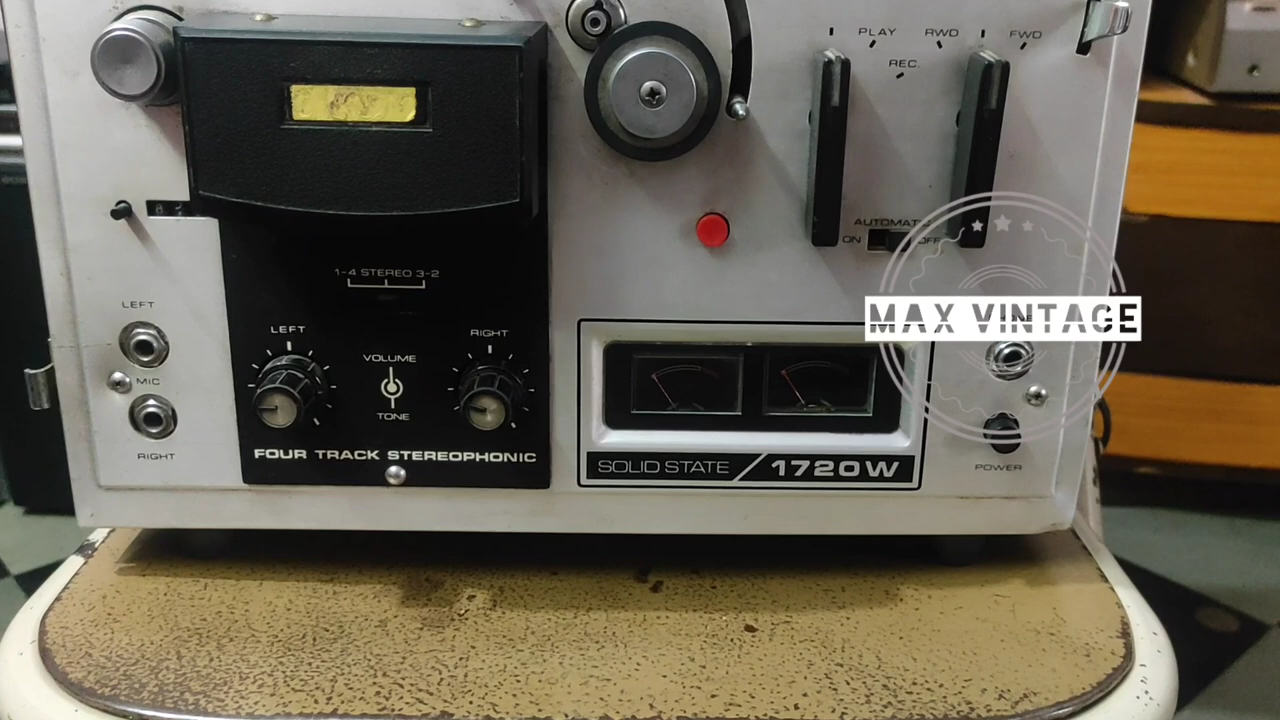 PLAY
RWD
FWD
REC.
AUTOMATIC
ON
OFF
1-4 STEREO 3-2
LEFT
MIC
RIGHT
LEFT
RIGHT
VOLUME
TONE
FOUR TRACK STEREOPHONIC
SOLID STATE / 1720W
MAX VINTAGE
POWER